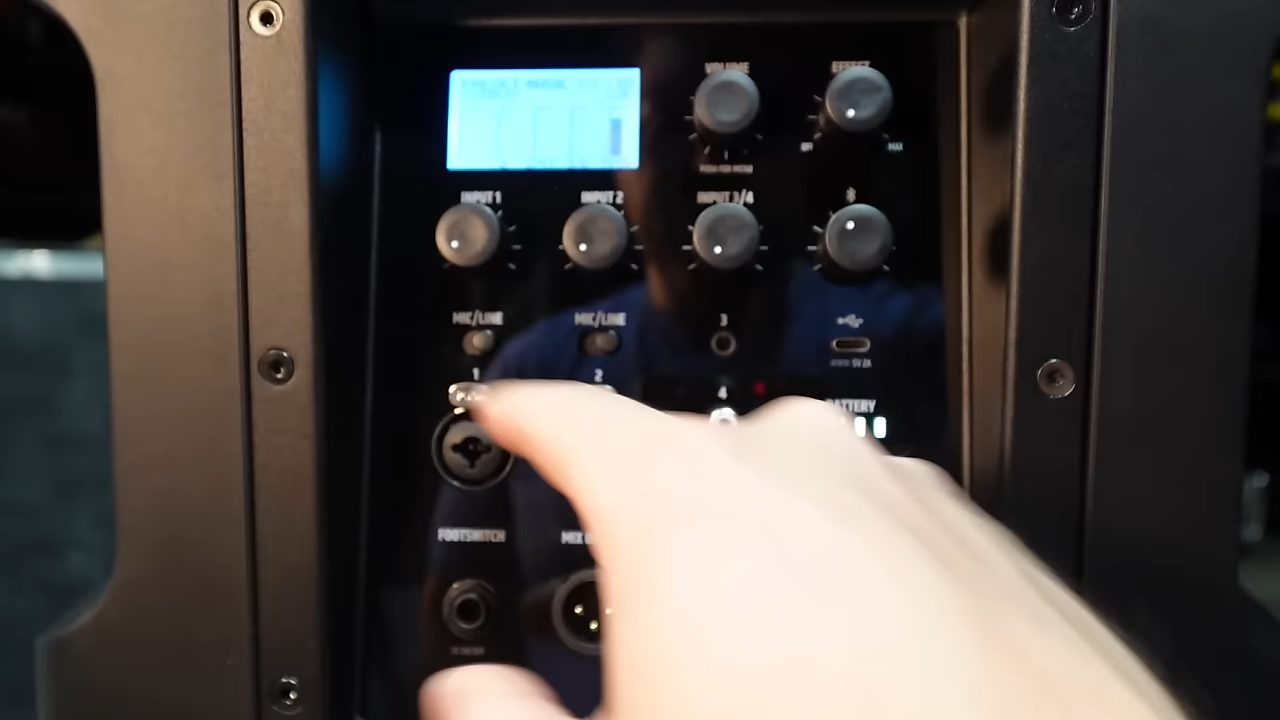 VOLUME
EFFECT
OFF
MAX
PUSH FOR MENU
INPUT 1
INPUT 2
INPUT 3/4
MIC/LINE
MIC/LINE
3
1
2
4
BATTERY
FOOTSWITCH
MIX